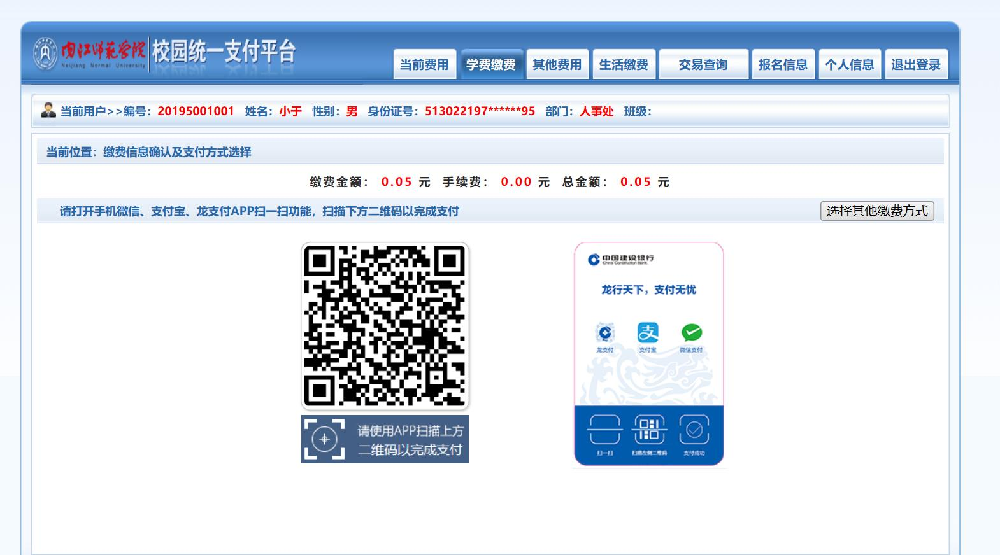 内江师范学院 校园统一支付平台
Neijiang Normal University
当前费用 学费缴费 其他费用 生活缴费 交易查询 报名信息 个人信息 退出登录
当前用户>>编号：20195001001 姓名：小于 性别：男 身份证号：513022197******95 部门：人事处 班级：
当前位置：缴费信息确认及支付方式选择
缴费金额： 0.05 元 手续费： 0.00 元 总金额： 0.05 元
请打开手机微信、支付宝、龙支付APP扫一扫功能，扫描下方二维码以完成支付
选择其他缴费方式
中国建设银行
China Construction Bank
龙行天下，支付无忧
支
龙支付 支付宝 微信支付
请使用APP扫描上方
二维码以完成支付
扫一扫 扫描左侧二维码 支付成功